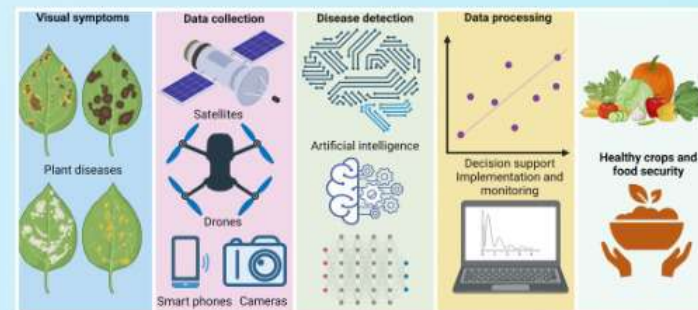 Visual symptoms
Plant diseases
Data collection
Satellites
Drones
Smart phones
Cameras
Disease detection
Artificial intelligence
Data processing
Decision support
Implementation and
monitoring
Healthy crops and
food security